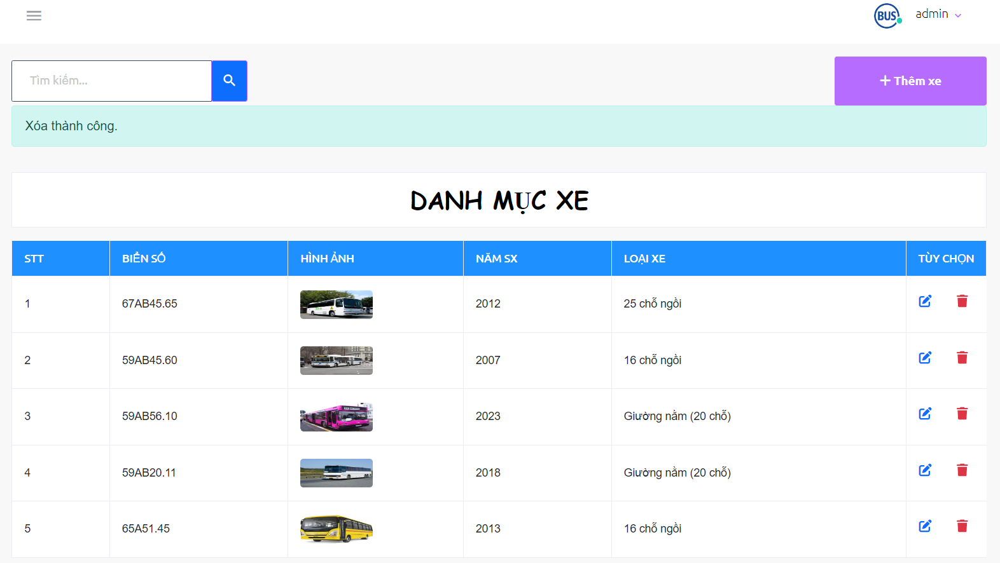 BUS
admin
Tìm kiếm...
Thêm xe
Xóa thành công.
DANH MỤC XE
STT BIỂN SỐ HÌNH ẢNH NĂM SX LOẠI XE TÙY CHỌN
1 67AB45.65 2012 25 chỗ ngồi
2 59AB45.60 2007 16 chỗ ngồi
3 59AB56.10 2023 Giường nằm (20 chỗ)
4 59AB20.11 2018 Giường nằm (20 chỗ)
5 65A51.45 2013 16 chỗ ngồi